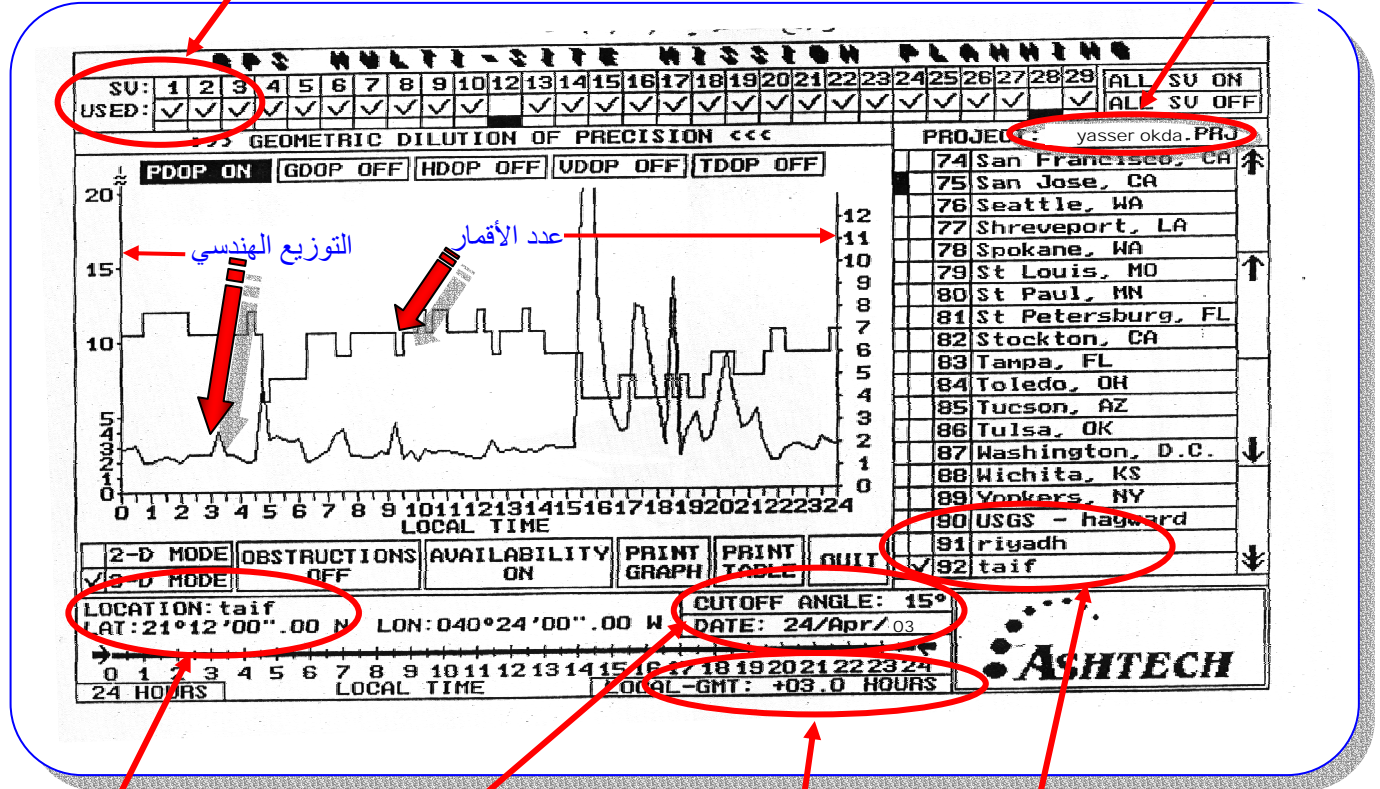 GPS MULTI-SITE MISSION PLANNING
SV: 1 2 3 4 5 6 7 8 9 10 12 13 14 15 16 17 18 19 20 21 22 23 24 25 26 27 28 29 ALL SV ON
USED: ✓ ✓ ✓ ✓ ✓ ✓ ✓ ✓ ✓ ✓ ✓ ✓ ✓ ✓ ✓ ✓ ✓ ✓ ✓ ✓ ✓ ✓ ✓ ✓ ✓ ✓ ALL SV OFF
>>> GEOMETRIC DILUTION OF PRECISION <<<
PROJECT: yasser okda.PRJ
PDOP ON GDOP OFF HDOP OFF VDOP OFF TDOP OFF
20
15
10
5
4
3
2
1
0
التوزيع الهندسي
عدد الأقمار
12
11
10
9
8
7
6
5
4
3
2
1
0
0 1 2 3 4 5 6 7 8 9 10 11 12 13 14 15 16 17 18 19 20 21 22 23 24
LOCAL TIME
74 San Francisco, CA
75 San Jose, CA
76 Seattle, WA
77 Shreveport, LA
78 Spokane, WA
79 St Louis, MO
80 St Paul, MN
81 St Petersburg, FL
82 Stockton, CA
83 Tampa, FL
84 Toledo, OH
85 Tucson, AZ
86 Tulsa, OK
87 Washington, D.C.
88 Wichita, KS
89 Yonkers, NY
90 USGS - hayward
91 riyadh
✓ 92 taif
2-D MODE
✓ 3-D MODE
OBSTRUCTIONS
OFF
AVAILABILITY
ON
PRINT
GRAPH
PRINT
TABLE
QUIT
LOCATION: taif
LAT: 21°12'00".00 N LON: 040°24'00".00 W
CUTOFF ANGLE: 15°
DATE: 24/Apr/ 03
0 1 2 3 4 5 6 7 8 9 10 11 12 13 14 15 16 17 18 19 20 21 22 23 24
24 HOURS
LOCAL TIME
LOCAL-GMT: +03.0 HOURS
ASHTECH